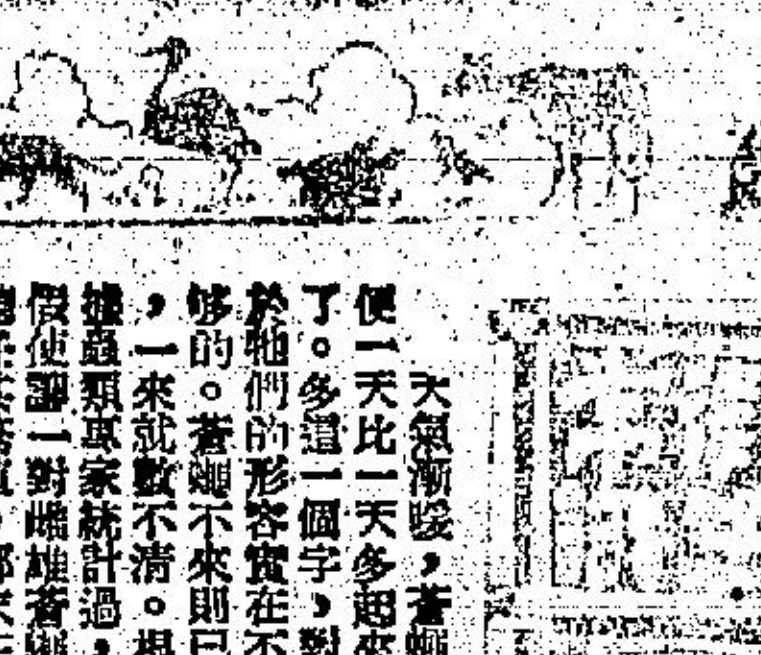 天氣漸暖，蒼蠅
便一天比一天多起來
了。多這一個字，對
於牠們的形容實在不
够的。蒼蠅不來則已
，一來就數不清。根
據蟲類專家統計過，
假使讓一對雌雄蒼蠅